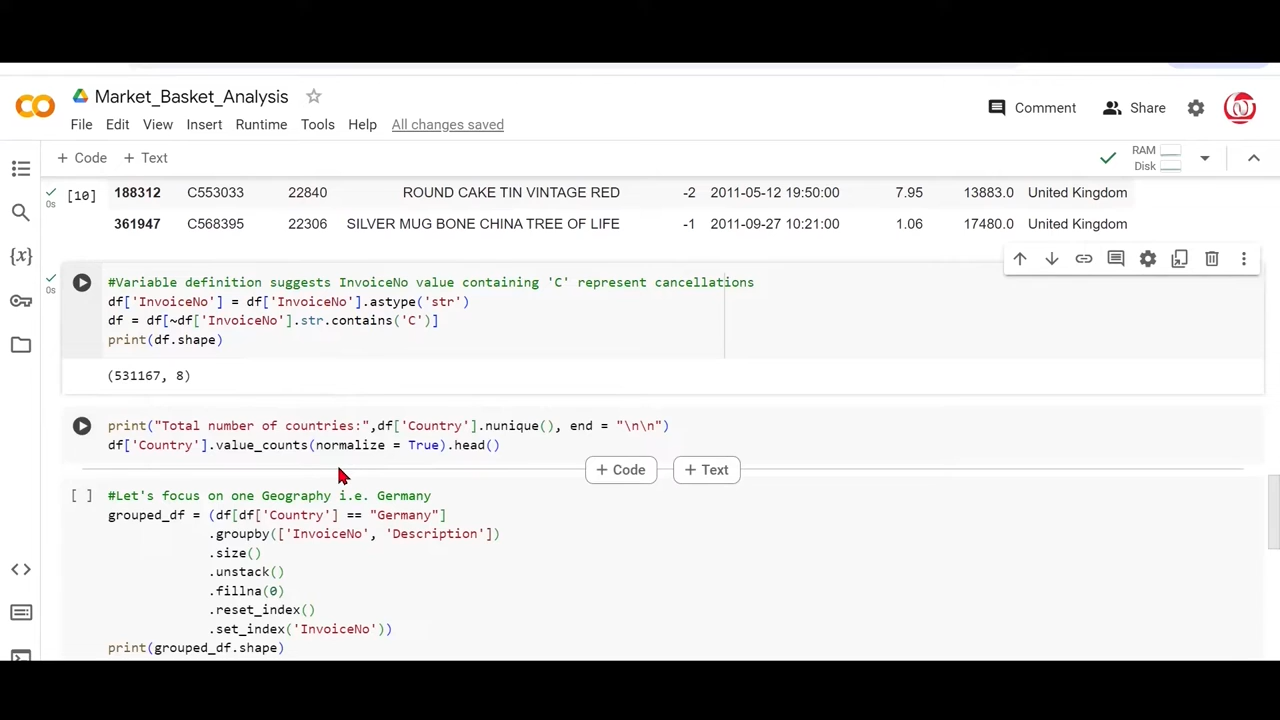 Market_Basket_Analysis
Comment
Share
File Edit View Insert Runtime Tools Help All changes saved
+ Code + Text
RAM
Disk
[10] 188312 C553033 22840 ROUND CAKE TIN VINTAGE RED -2 2011-05-12 19:50:00 7.95 13883.0 United Kingdom
0s
361947 C568395 22306 SILVER MUG BONE CHINA TREE OF LIFE -1 2011-09-27 10:21:00 1.06 17480.0 United Kingdom
0s
#Variable definition suggests InvoiceNo value containing 'C' represent cancellations
df['InvoiceNo'] = df['InvoiceNo'].astype('str')
df = df[~df['InvoiceNo'].str.contains('C')]
print(df.shape)
(531167, 8)
print("Total number of countries:",df['Country'].nunique(), end = "\n\n")
df['Country'].value_counts(normalize = True).head()
+ Code + Text
[ ] #Let's focus on one Geography i.e. Germany
grouped_df = (df[df['Country'] == "Germany"]
.groupby(['InvoiceNo', 'Description'])
.size()
.unstack()
.fillna(0)
.reset_index()
.set_index('InvoiceNo'))
print(grouped_df.shape)